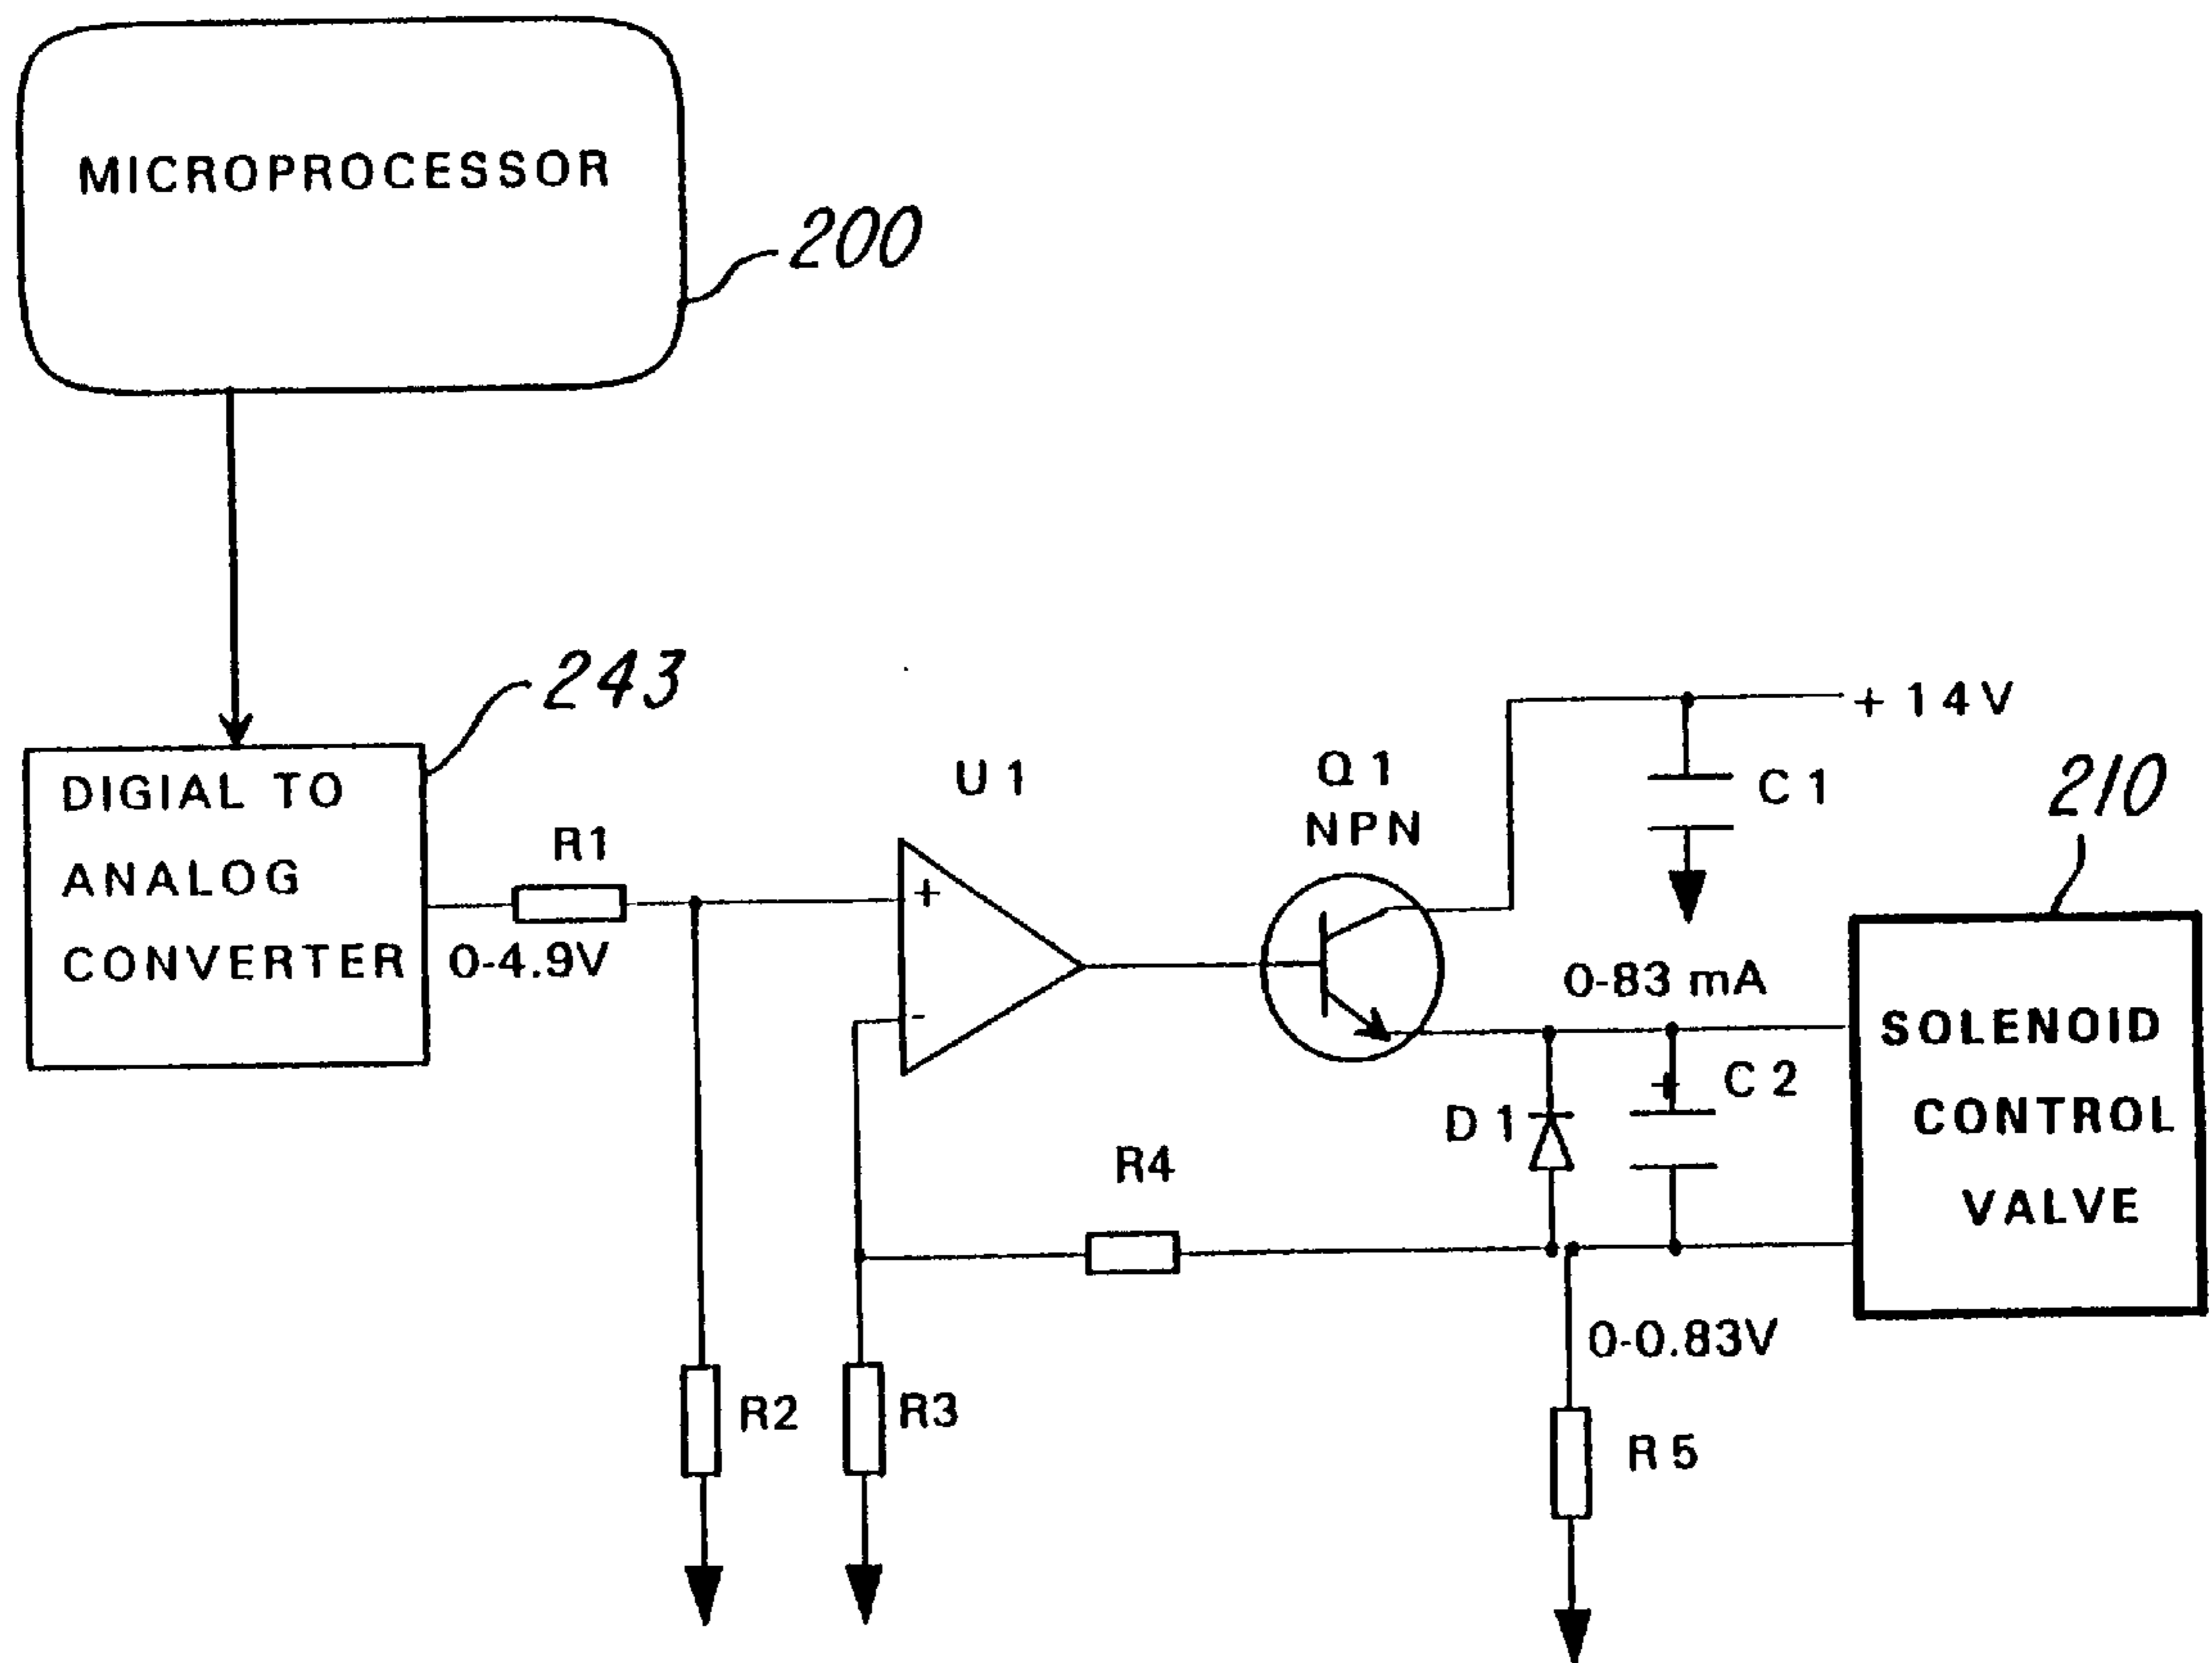 MICROPROCESSOR
200
243
DIGIAL TO
ANALOG
CONVERTER
R1
0-4.9V
U1
+
-
Q1
NPN
+14V
C1
210
0-83 mA
SOLENOID
CONTROL
VALVE
D1
+
C2
R4
0-0.83V
R2
R3
R5